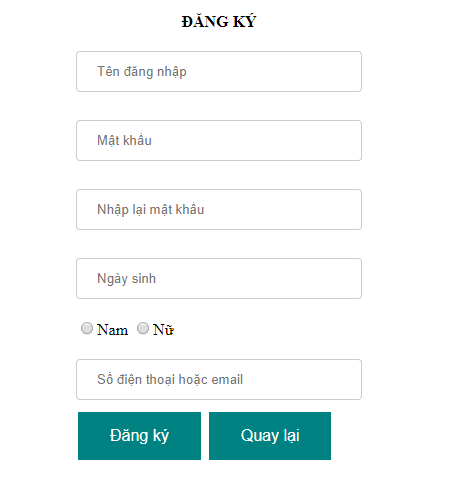 ĐĂNG KÝ
Tên đăng nhập
Mật khẩu
Nhập lại mật khẩu
Ngày sinh
Nam Nữ
Số điện thoại hoặc email
Đăng ký Quay lại